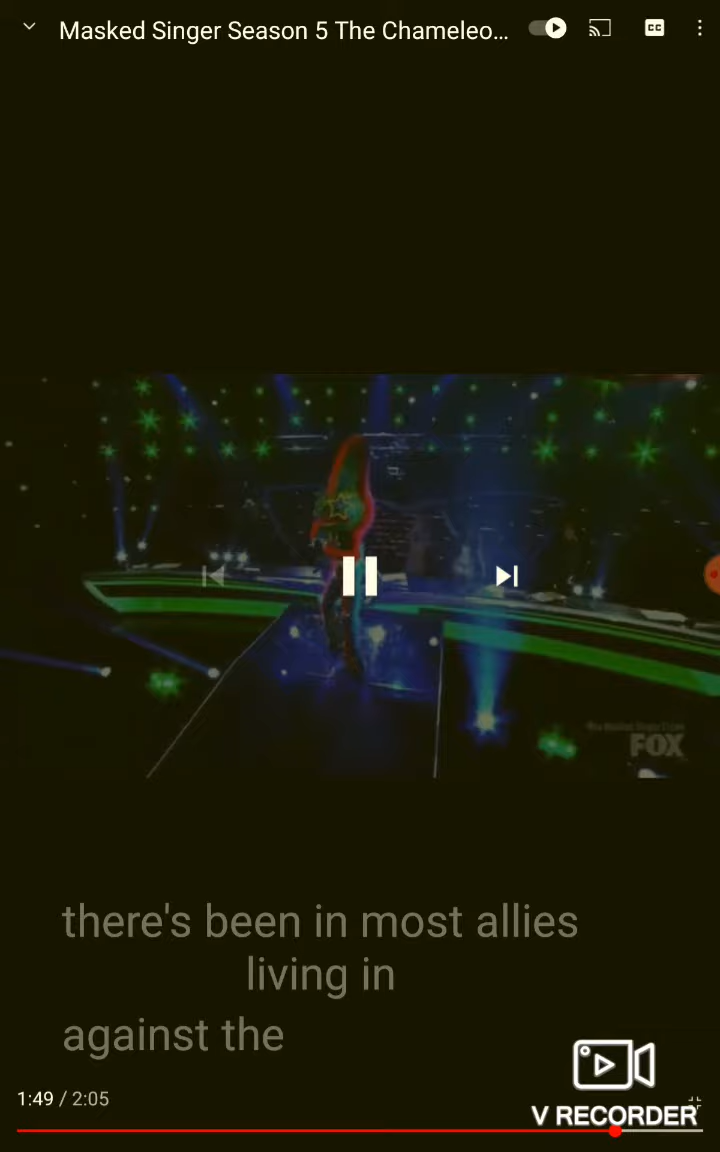 Masked Singer Season 5 The Chameleo...
CC
FOX
there's been in most allies
living in
against the
1:49 / 2:05
V RECORDER